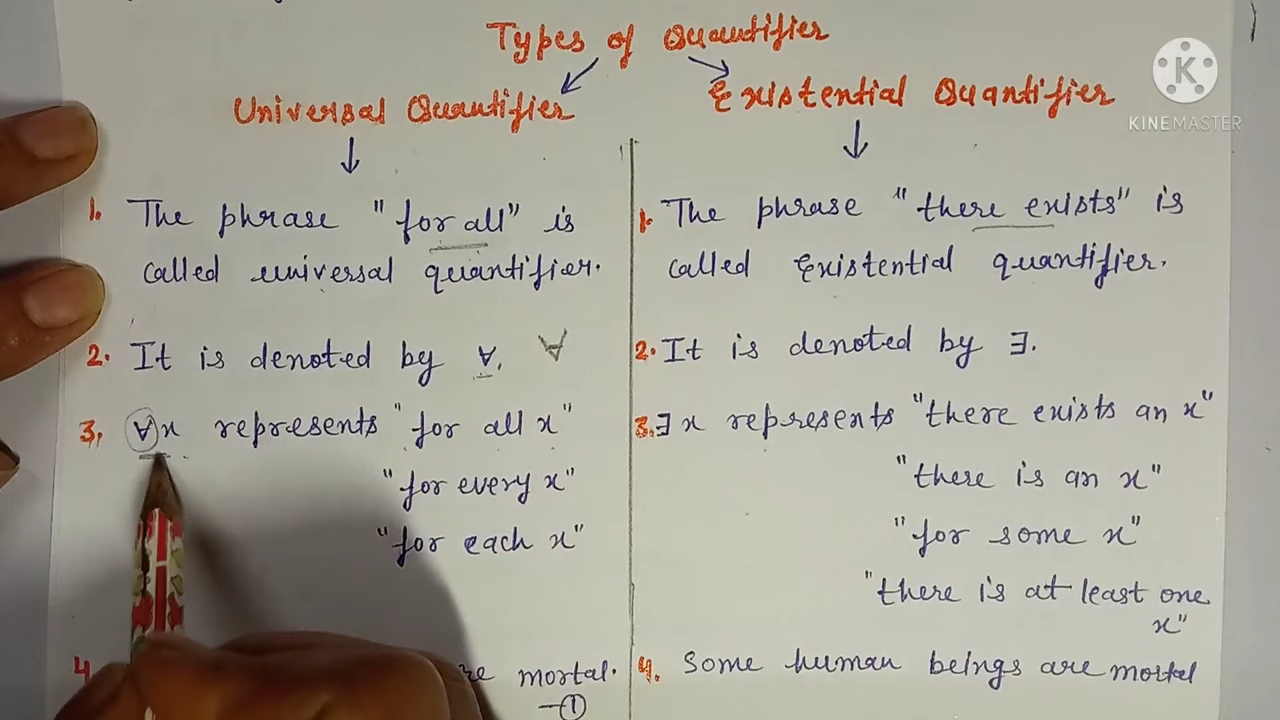 Types of Quantifier
Universal Quantifier
1. The phrase "for all" is
called universal quantifier.
2. It is denoted by ∀. ∀
3. ∀x represents "for all x"
"for every x"
"for each x"
4. mortal.
—①
Existential Quantifier
1. The phrase "there exists" is
called Existential quantifier.
2. It is denoted by ∃.
3. ∃x represents "there exists an x"
"there is an x"
"for some x"
"there is at least one
x"
4. Some human beings are mortal
K
KINEMASTER